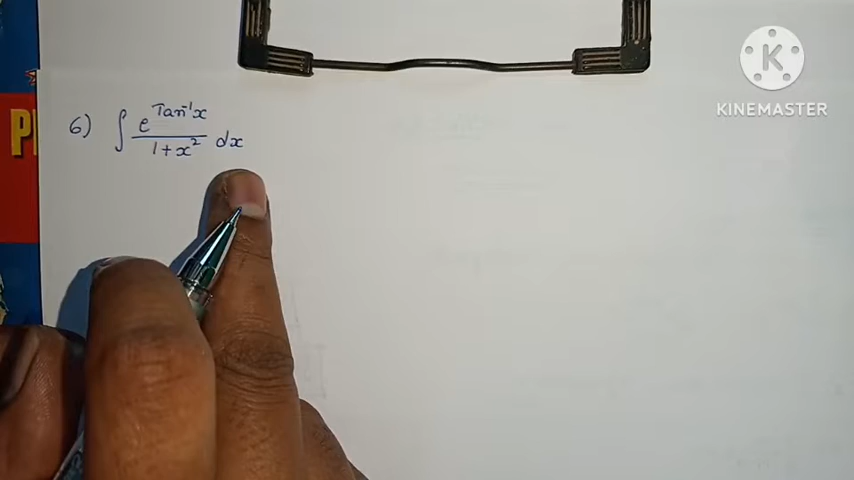 6) ∫ e^Tan⁻¹x / 1+x² dx
P
K
KINEMASTER